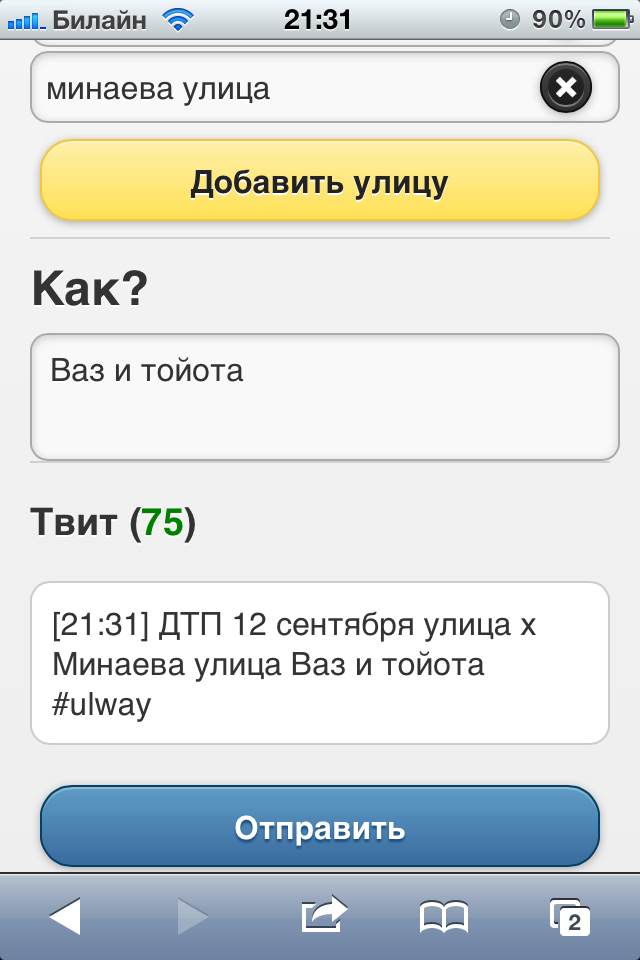 Билайн 21:31 90%
минаева улица
Добавить улицу
Как?
Ваз и тойота
Твит (75)
[21:31] ДТП 12 сентября улица x
Минаева улица Ваз и тойота
#ulway
Отправить
2